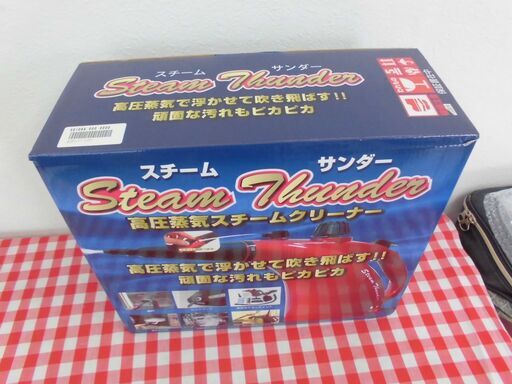 スチーム サンダー
Steam Thunder
高圧蒸気で浮かせて吹き飛ばす!!
頑固な汚れもピカピカ
スチーム サンダー
Steam Thunder
高圧蒸気スチームクリーナー
高圧蒸気で浮かせて吹き飛ばす!!
頑固な汚れもピカピカ
Steam Thunder